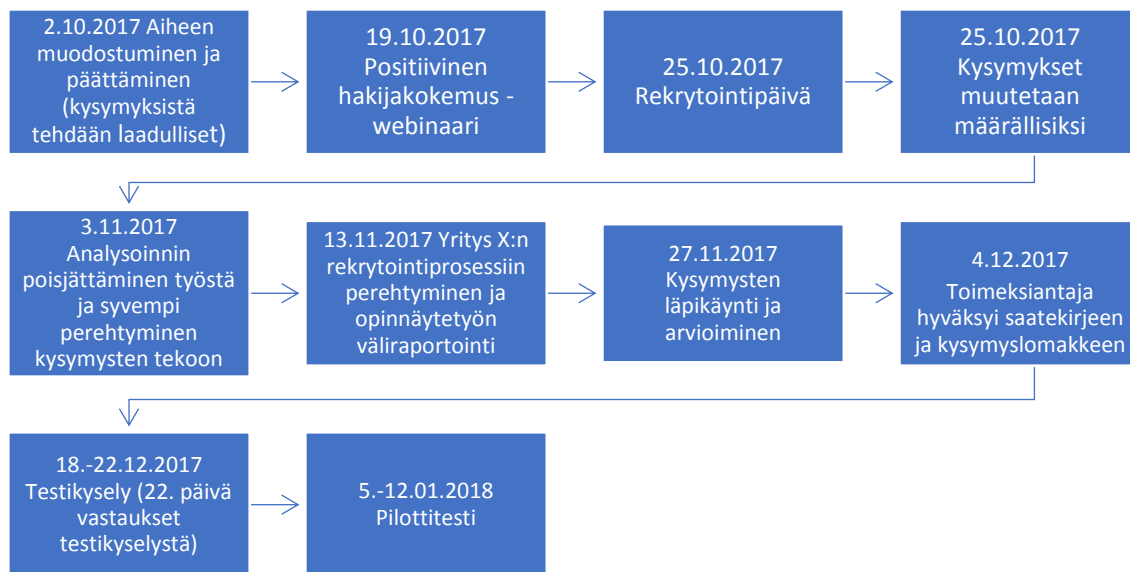 2.10.2017 Aiheen
muodostuminen ja
päättäminen
(kysymyksistä
tehdään laadulliset)
19.10.2017
Positiivinen
hakijakokemus -
webinaari
25.10.2017
Rekrytointipäivä
25.10.2017
Kysymykset
muutetaan
määrällisiksi
3.11.2017
Analysoinnin
poisjättäminen työstä
ja syvempi
perehtyminen
kysymysten tekoon
13.11.2017 Yritys X:n
rekrytointiprosessiin
perehtyminen ja
opinnäytetyön
väliraportointi
27.11.2017
Kysymysten
läpikäynti ja
arvioiminen
4.12.2017
Toimeksiantaja
hyväksyi saatekirjeen
ja kysymyslomakkeen
18.-22.12.2017
Testikysely (22. päivä
vastaukset
testikyselystä)
5.-12.01.2018
Pilottitesti